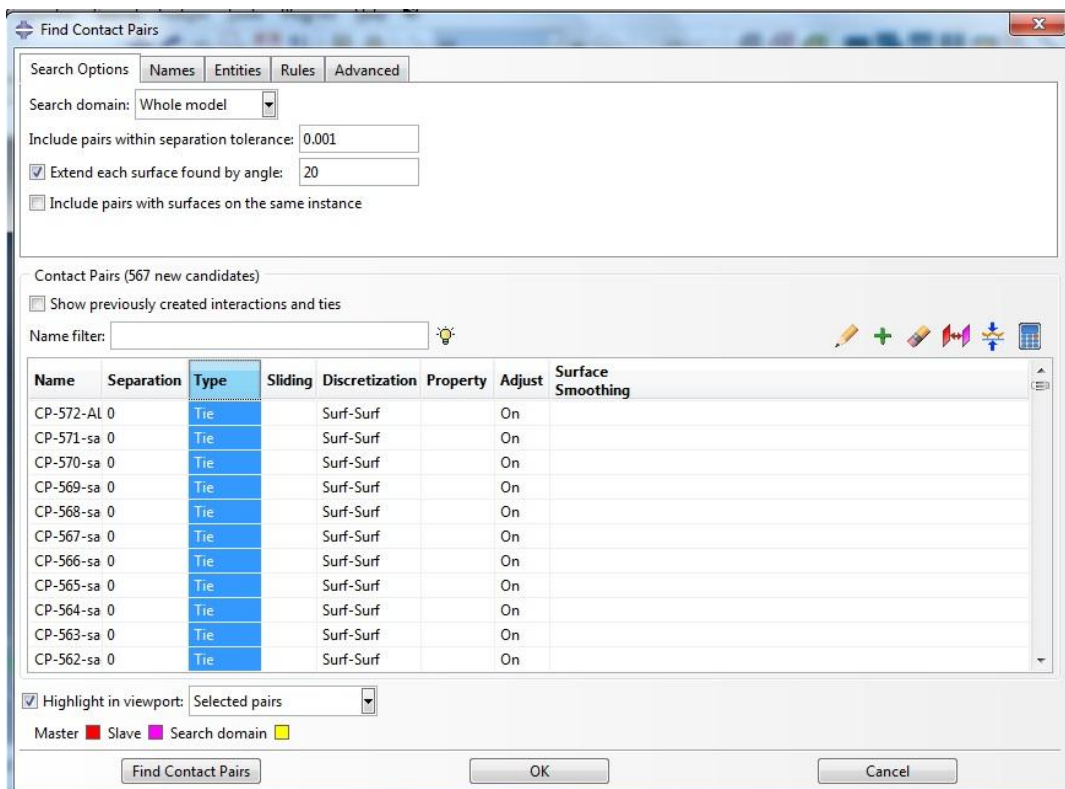 Find Contact Pairs
Search Options Names Entities Rules Advanced
Search domain: Whole model
Include pairs within separation tolerance: 0.001
Extend each surface found by angle: 20
Include pairs with surfaces on the same instance
Contact Pairs (567 new candidates)
Show previously created interactions and ties
Name filter:
Name Separation Type Sliding Discretization Property Adjust Surface Smoothing
CP-572-AL 0 Tie Surf-Surf On
CP-571-sa 0 Tie Surf-Surf On
CP-570-sa 0 Tie Surf-Surf On
CP-569-sa 0 Tie Surf-Surf On
CP-568-sa 0 Tie Surf-Surf On
CP-567-sa 0 Tie Surf-Surf On
CP-566-sa 0 Tie Surf-Surf On
CP-565-sa 0 Tie Surf-Surf On
CP-564-sa 0 Tie Surf-Surf On
CP-563-sa 0 Tie Surf-Surf On
CP-562-sa 0 Tie Surf-Surf On
Highlight in viewport: Selected pairs
Master Slave Search domain
Find Contact Pairs OK Cancel